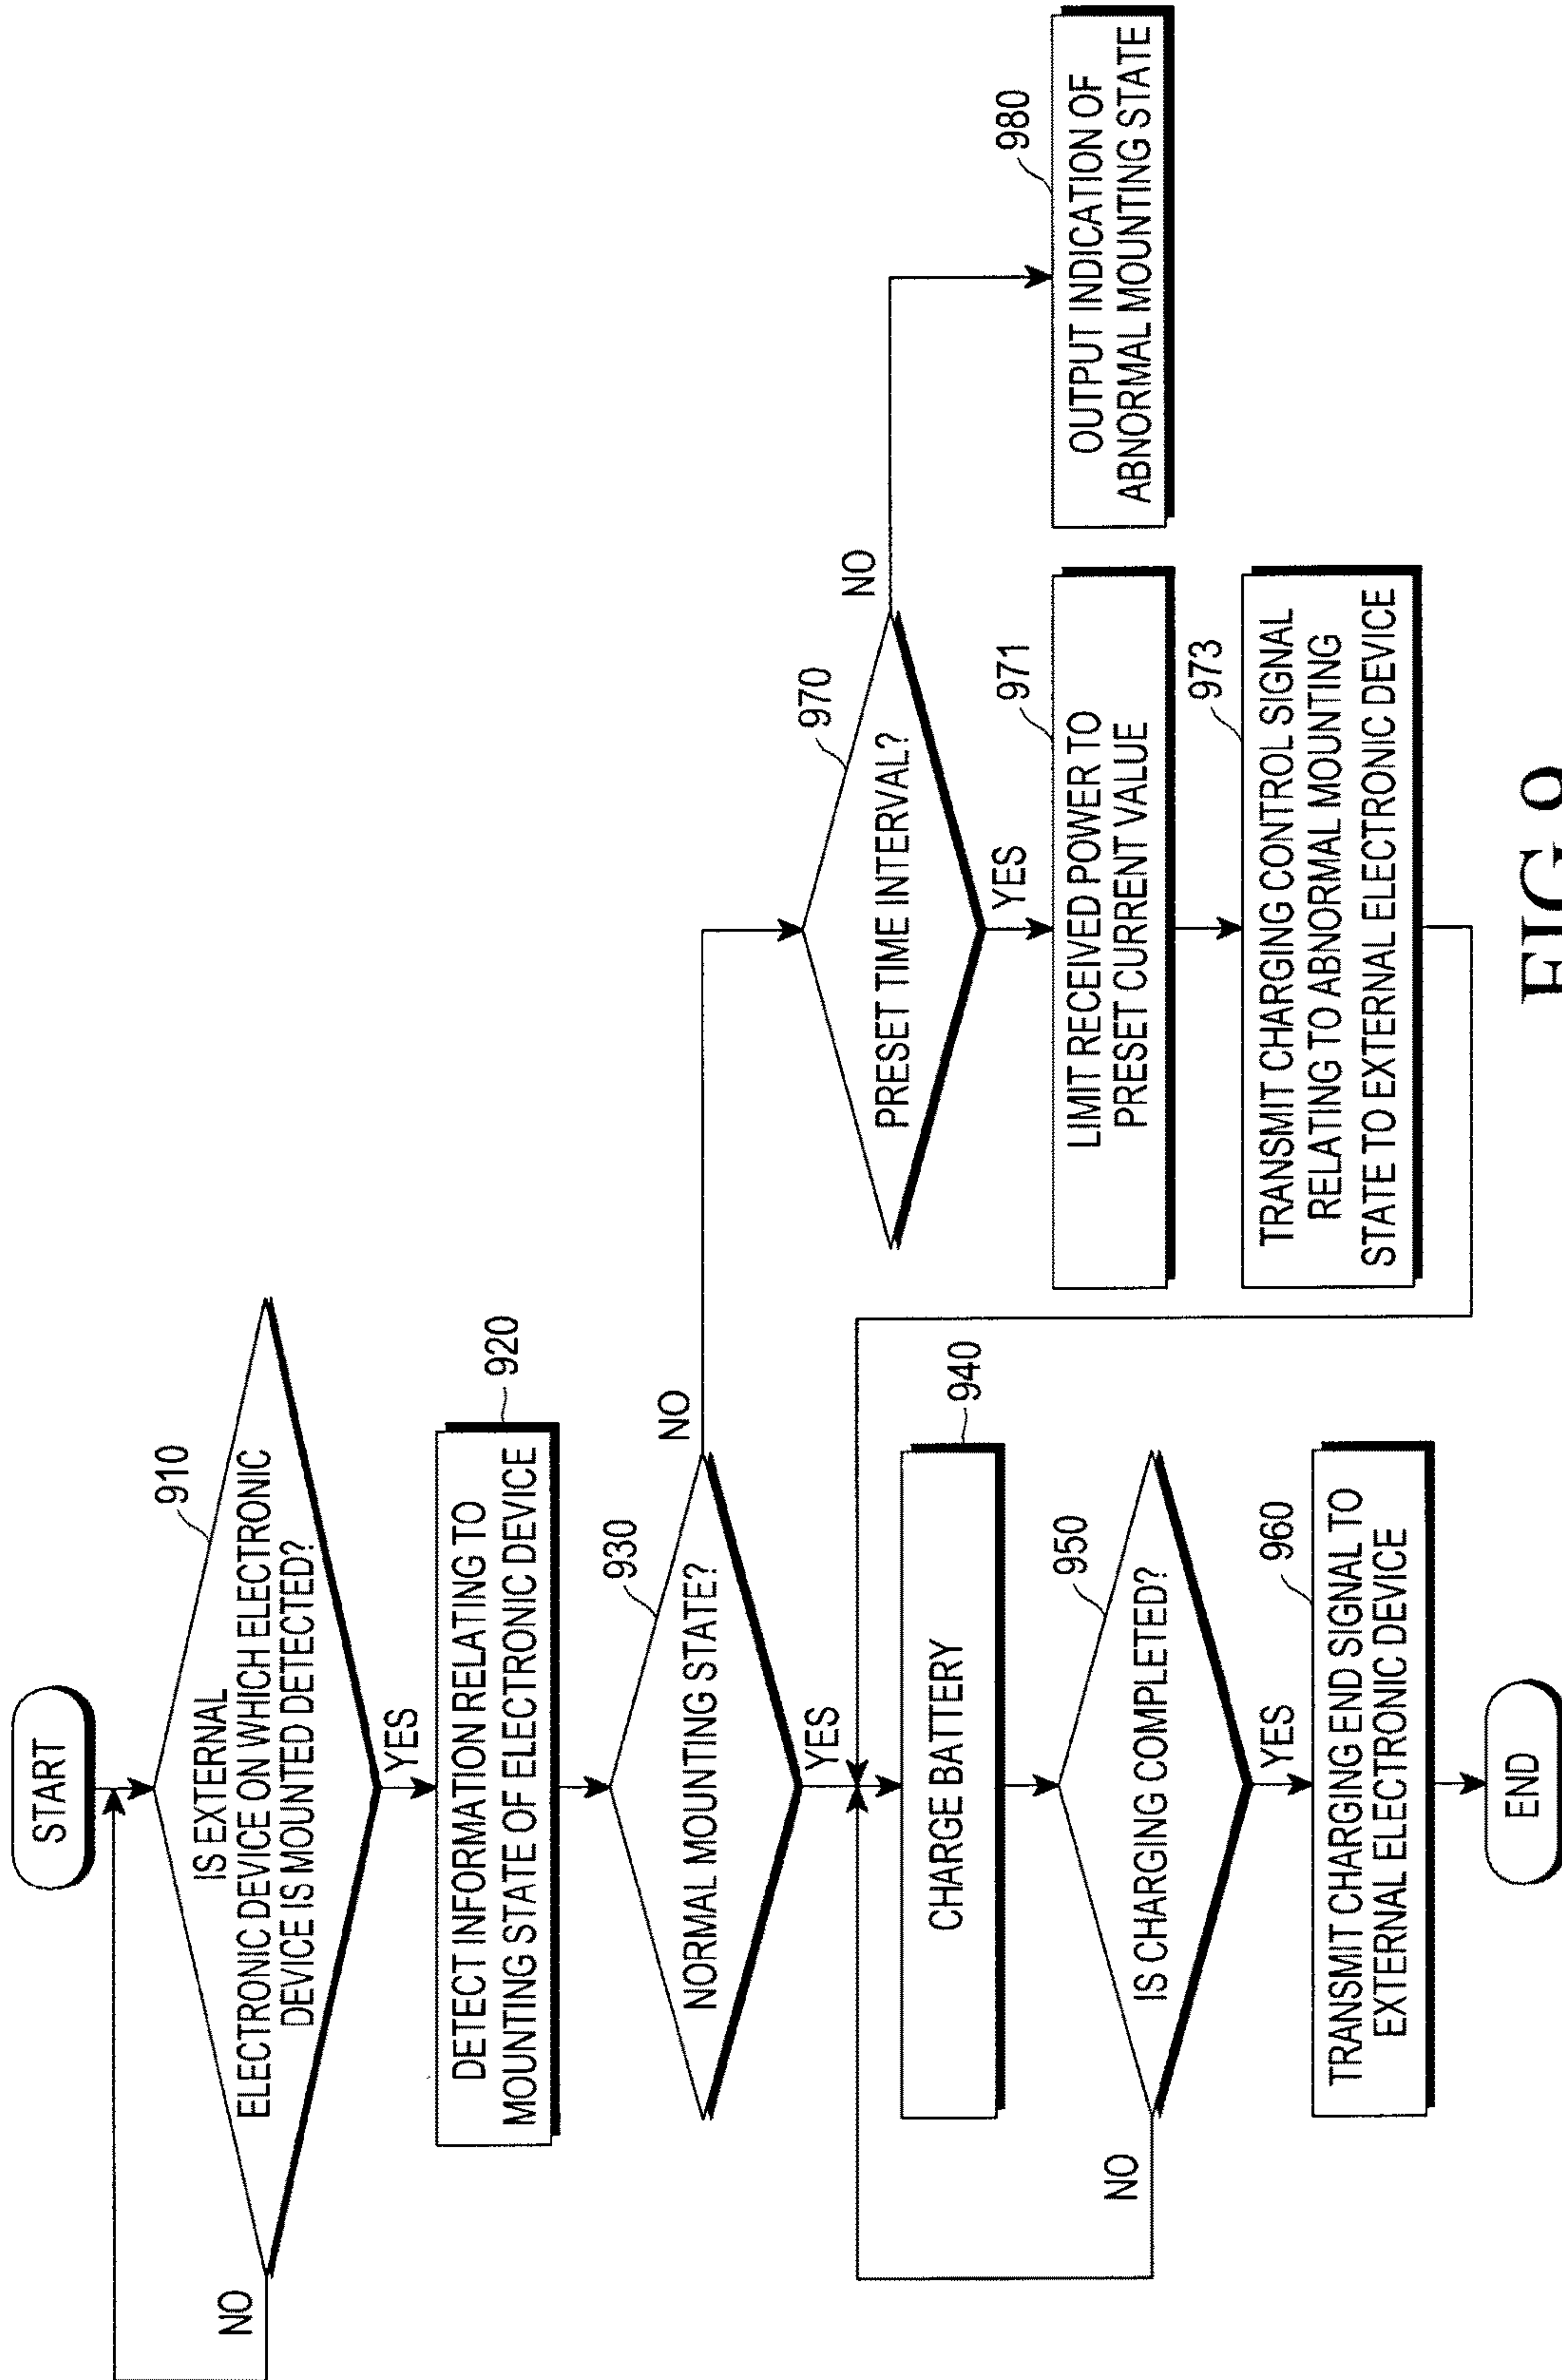 START
910
IS EXTERNAL
ELECTRONIC DEVICE ON WHICH ELECTRONIC
DEVICE IS MOUNTED DETECTED?
NO
YES
920
DETECT INFORMATION RELATING TO
MOUNTING STATE OF ELECTRONIC DEVICE
930
NORMAL MOUNTING STATE?
NO
YES
940
CHARGE BATTERY
950
IS CHARGING COMPLETED?
NO
YES
960
TRANSMIT CHARGING END SIGNAL TO
EXTERNAL ELECTRONIC DEVICE
END
970
PRESET TIME INTERVAL?
NO
YES
971
LIMIT RECEIVED POWER TO
PRESET CURRENT VALUE
973
TRANSMIT CHARGING CONTROL SIGNAL
RELATING TO ABNORMAL MOUNTING
STATE TO EXTERNAL ELECTRONIC DEVICE
980
OUTPUT INDICATION OF
ABNORMAL MOUNTING STATE
FIG.9